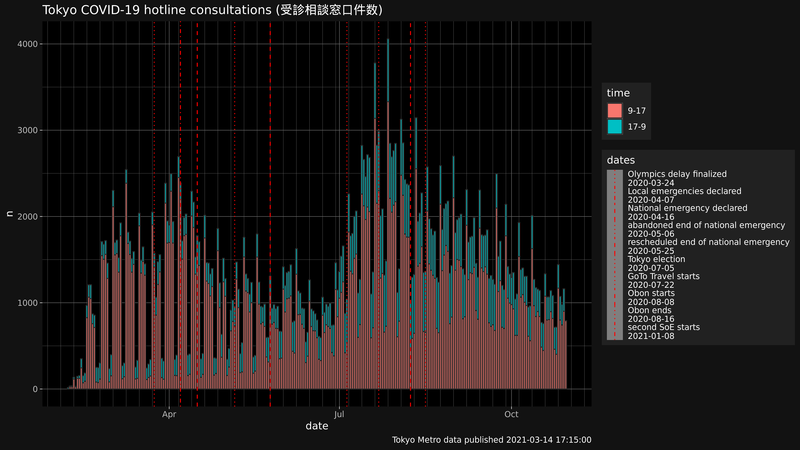 Tokyo COVID-19 hotline consultations (受診相談窓口件数)
4000
3000
2000
1000
0
n
Apr
Jul
Oct
date
time
9-17
17-9
dates
Olympics delay finalized
2020-03-24
Local emergencies declared
2020-04-07
National emergency declared
2020-04-16
abandoned end of national emergency
2020-05-06
rescheduled end of national emergency
2020-05-25
Tokyo election
2020-07-05
GoTo Travel starts
2020-07-22
Obon starts
2020-08-08
Obon ends
2020-08-16
second SoE starts
2021-01-08
Tokyo Metro data published 2021-03-14 17:15:00